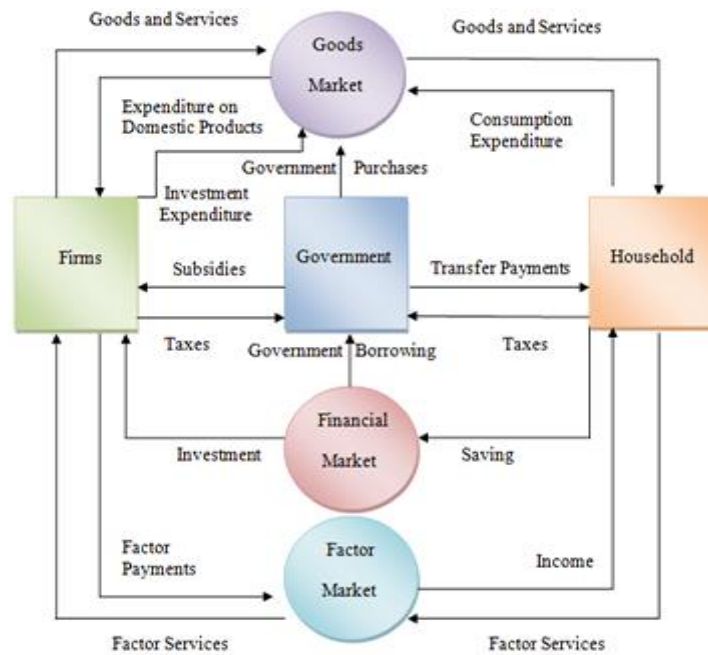 Goods and Services
Goods
Market
Goods and Services
Expenditure on
Domestic Products
Consumption
Expenditure
Government Purchases
Investment
Expenditure
Firms
Government
Household
Subsidies
Transfer Payments
Taxes
Government Borrowing
Taxes
Financial
Market
Investment
Saving
Factor
Payments
Factor
Market
Income
Factor Services
Factor Services